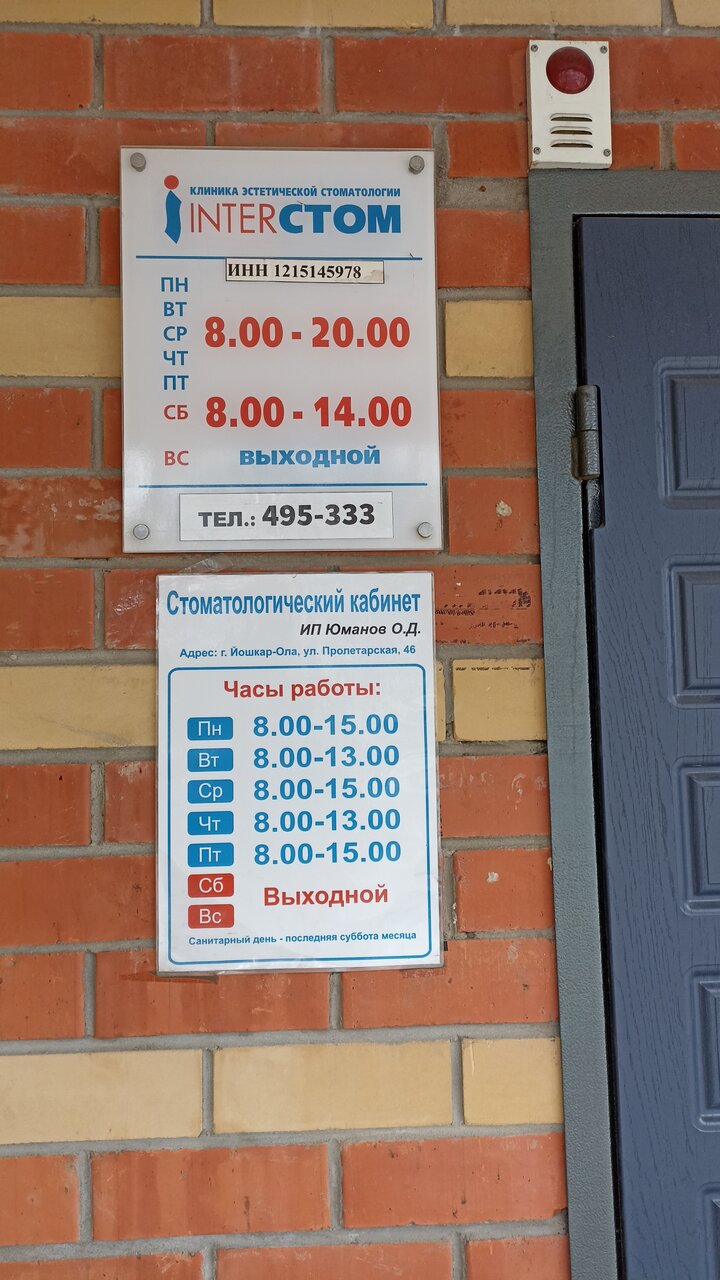 КЛИНИКА ЭСТЕТИЧЕСКОЙ СТОМАТОЛОГИИ
INTERСТОМ
ИНН 1215145978
ПН
ВТ
СР 8.00 - 20.00
ЧТ
ПТ
СБ 8.00 - 14.00
ВС ВЫХОДНОЙ
ТЕЛ.: 495-333
Стоматологический кабинет
ИП Юманов О.Д.
Адрес: г. Йошкар-Ола, ул. Пролетарская, 46
Часы работы:
Пн 8.00-15.00
Вт 8.00-13.00
Ср 8.00-15.00
Чт 8.00-13.00
Пт 8.00-15.00
Сб
Выходной
Вс
Санитарный день - последняя суббота месяца